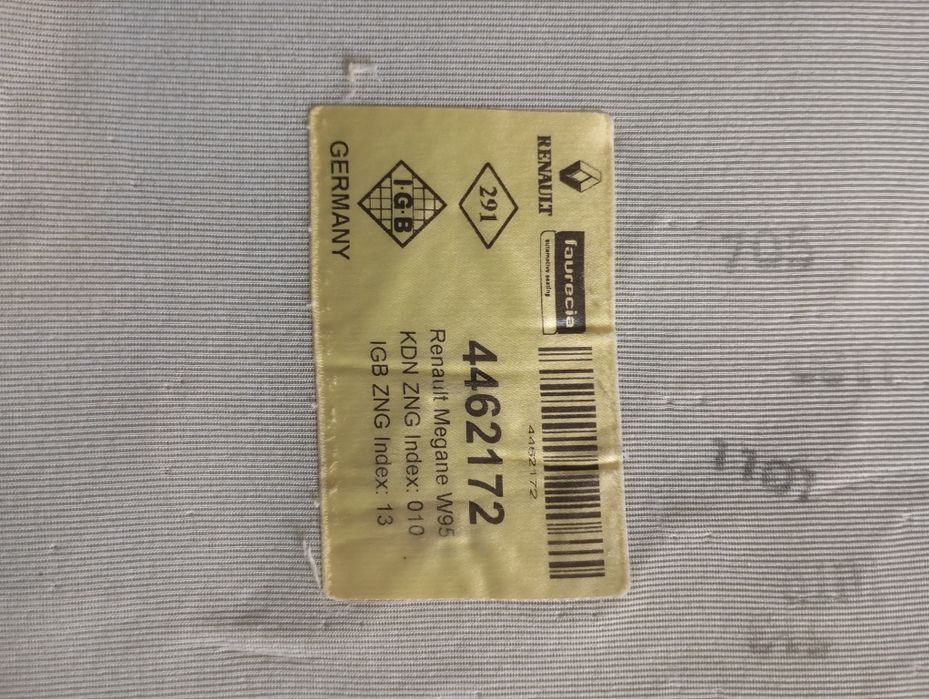 RENAULT
faurecia
automotive seating
4462172
291
4462172
I·G·B
Renault Megane W95
KDN ZNG Index: 010
GERMANY
IGB ZNG Index: 13
705